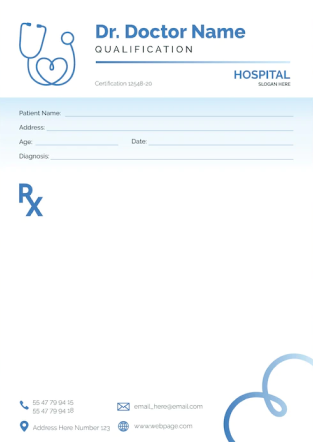 Dr. Doctor Name
QUALIFICATION
Certification 12548-20
HOSPITAL
SLOGAN HERE
Patient Name:
Address:
Age: Date:
Diagnosis:
Rx
55 47 79 94 15
55 47 79 94 18
email_here@email.com
Address Here Number 123
www.webpage.com